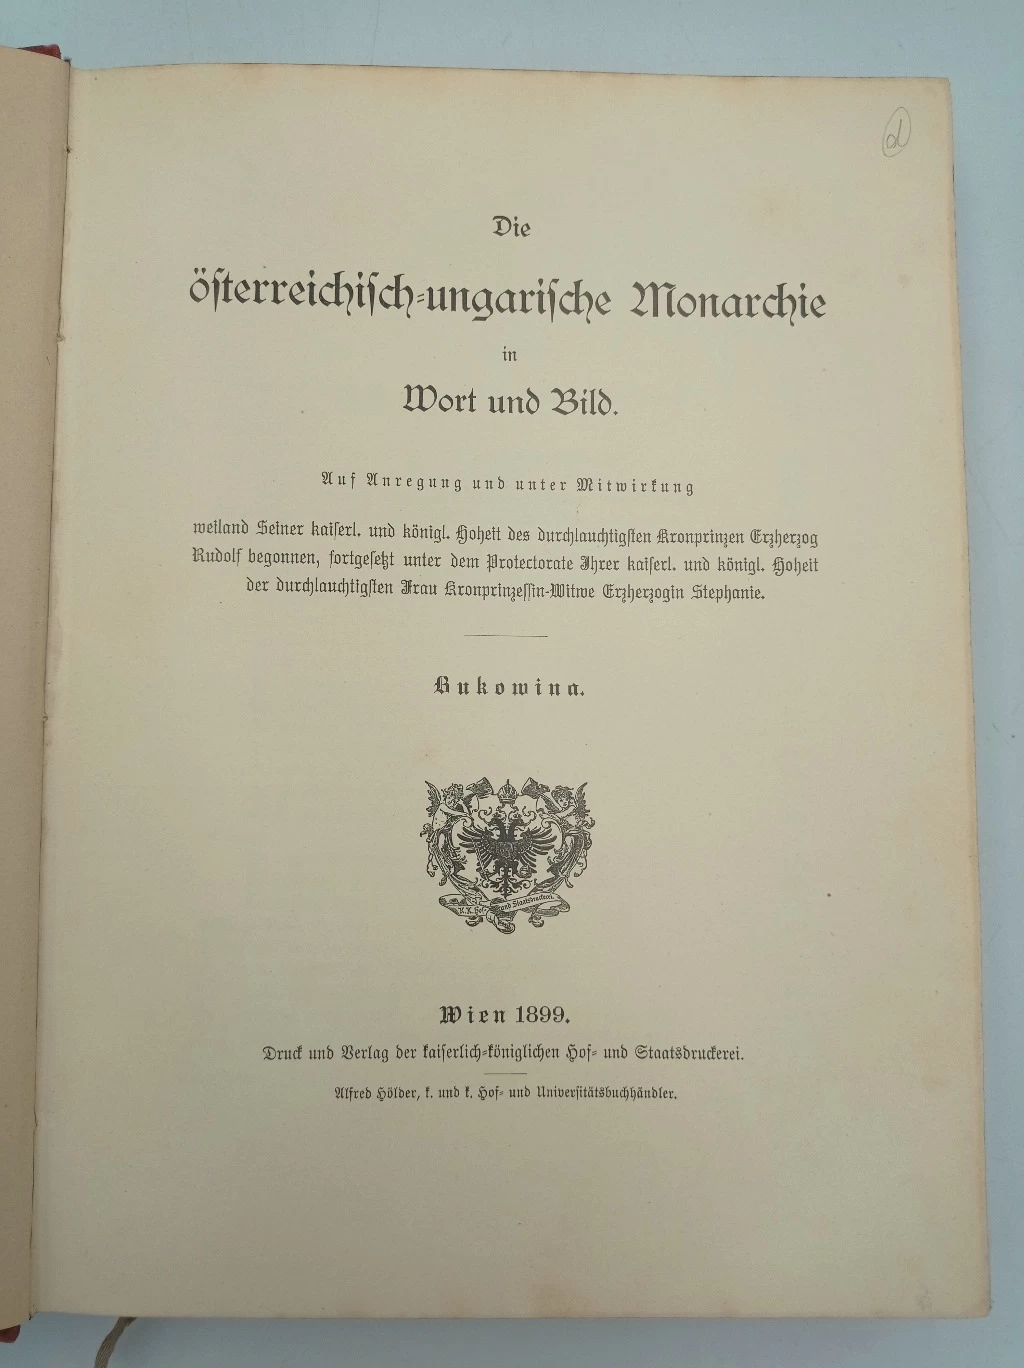 Die
österreichisch-ungarische Monarchie
in
Wort und Bild.
Auf Anregung und unter Mitwirkung
weiland Seiner kaiserl. und königl. Hoheit des durchlauchtigsten Kronprinzen Erzherzog
Rudolf begonnen, fortgesetzt unter dem Protectorate Ihrer kaiserl. und königl. Hoheit
der durchlauchtigsten Frau Kronprinzessin-Witwe Erzherzogin Stephanie.
Bukowina.
K.K. Hof- und Staatsdruckerei.
Wien 1899.
Druck und Verlag der kaiserlich-königlichen Hof- und Staatsdruckerei.
Alfred Hölder, k. und k. Hof- und Universitätsbuchhändler.